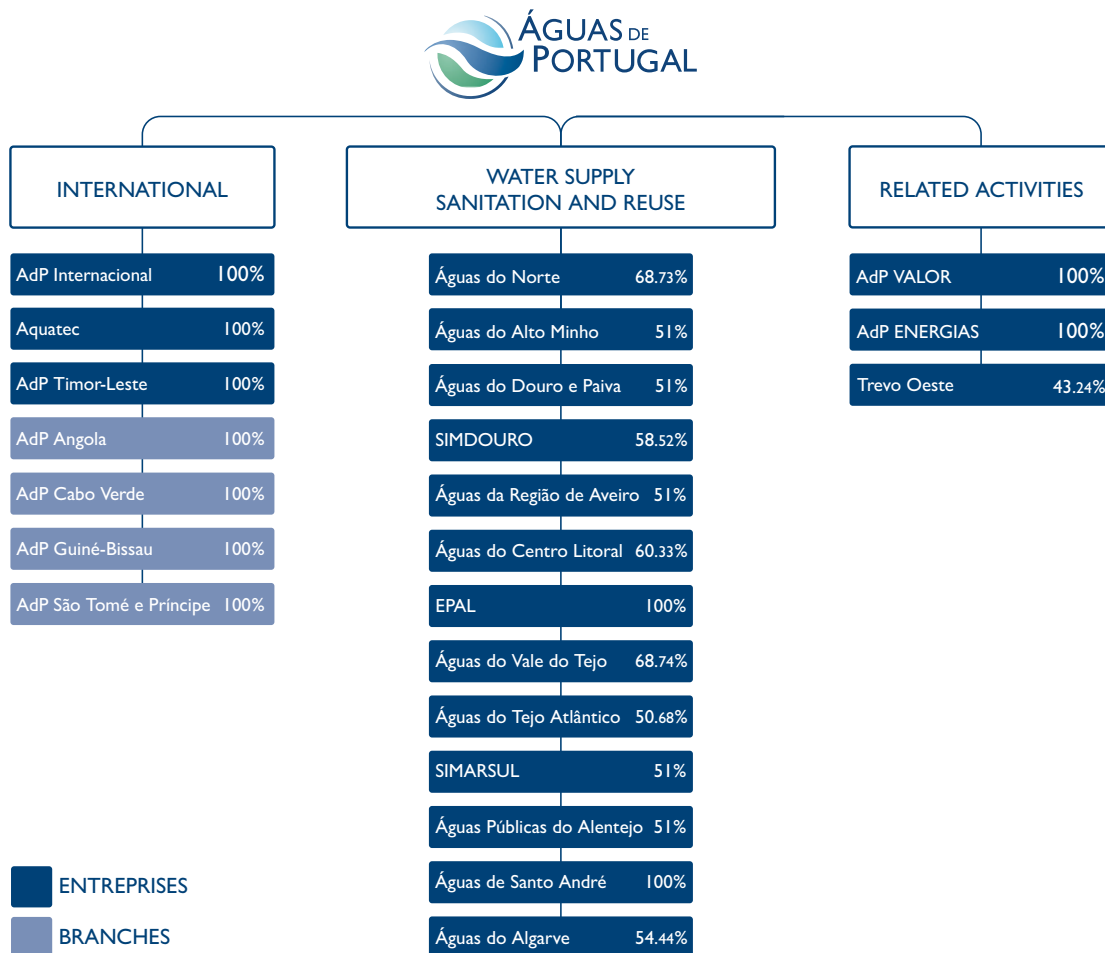 ÁGUAS DE
PORTUGAL
INTERNATIONAL
AdP Internacional 100%
Aquatec 100%
AdP Timor-Leste 100%
AdP Angola 100%
AdP Cabo Verde 100%
AdP Guiné-Bissau 100%
AdP São Tomé e Príncipe 100%
WATER SUPPLY
SANITATION AND REUSE
Águas do Norte 68.73%
Águas do Alto Minho 51%
Águas do Douro e Paiva 51%
SIMDOURO 58.52%
Águas da Região de Aveiro 51%
Águas do Centro Litoral 60.33%
EPAL 100%
Águas do Vale do Tejo 68.74%
Águas do Tejo Atlântico 50.68%
SIMARSUL 51%
Águas Públicas do Alentejo 51%
Águas de Santo André 100%
Águas do Algarve 54.44%
RELATED ACTIVITIES
AdP VALOR 100%
AdP ENERGIAS 100%
Trevo Oeste 43.24%
ENTREPRISES
BRANCHES